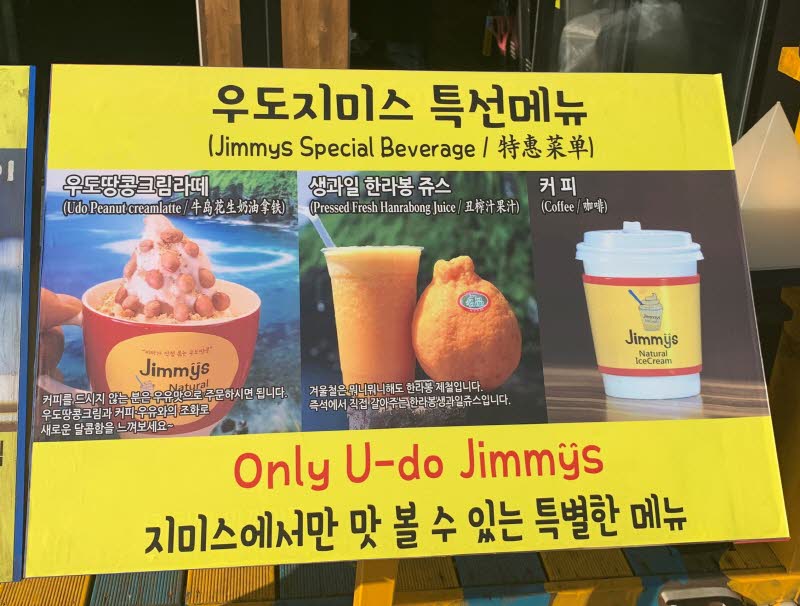 우도지미스 특선메뉴
(Jimmys Special Beverage / 特惠菜单)
우도땅콩크림라떼
(Udo Peanut creamlatte / 牛岛花生奶油拿铁)
Jimmys
Natural
커피를 드시지 않는 분은 우유맛으로 주문하시면 됩니다.
우도땅콩크림과 커피·우유와의 조화로
새로운 달콤함을 느껴보세요~
생과일 한라봉 쥬스
(Pressed Fresh Hanrabong Juice / 丑榨汁果汁)
겨울철은 뭐니뭐니해도 한라봉 제철입니다.
즉석에서 직접 갈아주는 한라봉생과일쥬스입니다.
커 피
(Coffee / 咖啡)
Jimmys
Natural
IceCream
Only U-do Jimmys
지미스에서만 맛 볼 수 있는 특별한 메뉴